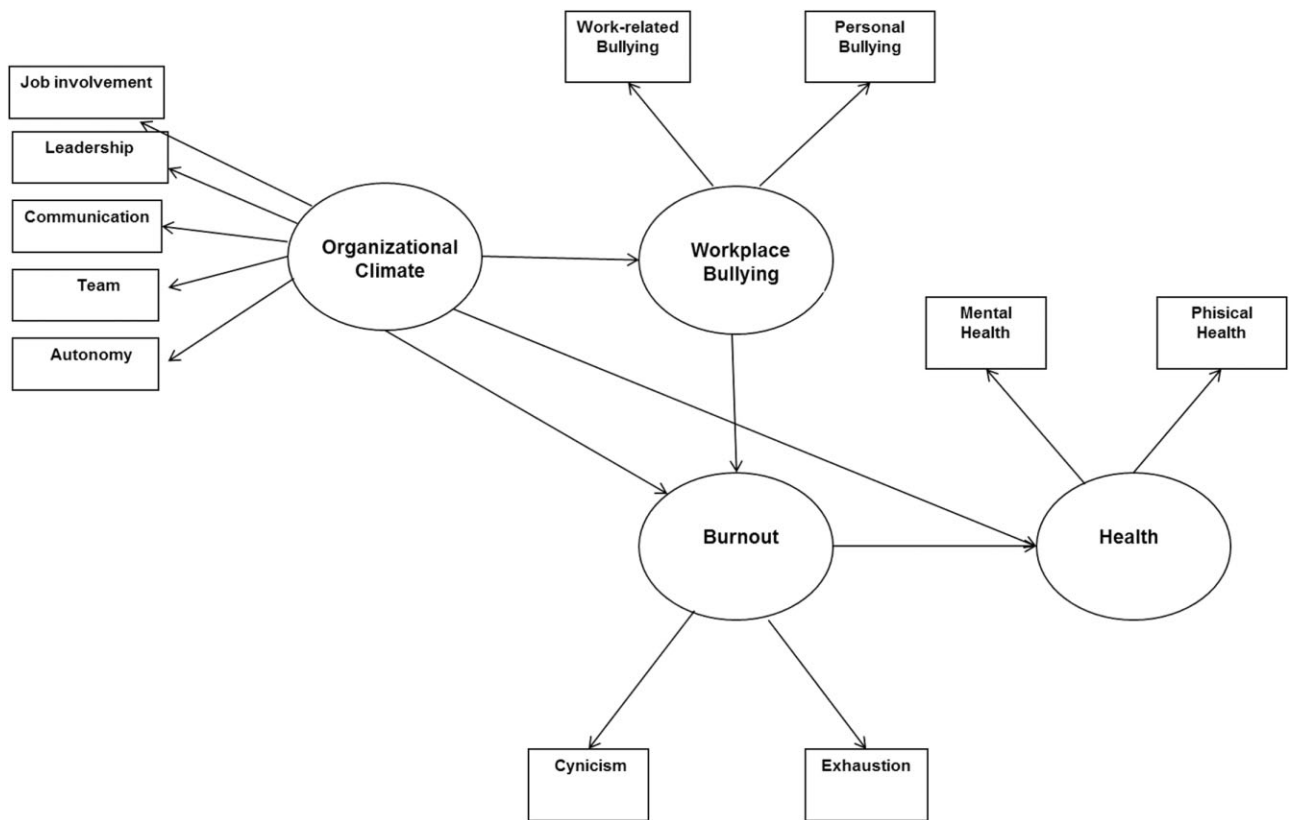 Work-related
Bullying
Personal
Bullying
Job involvement
Leadership
Communication
Team
Autonomy
Organizational
Climate
Workplace
Bullying
Mental
Health
Phisical
Health
Burnout
Health
Cynicism
Exhaustion